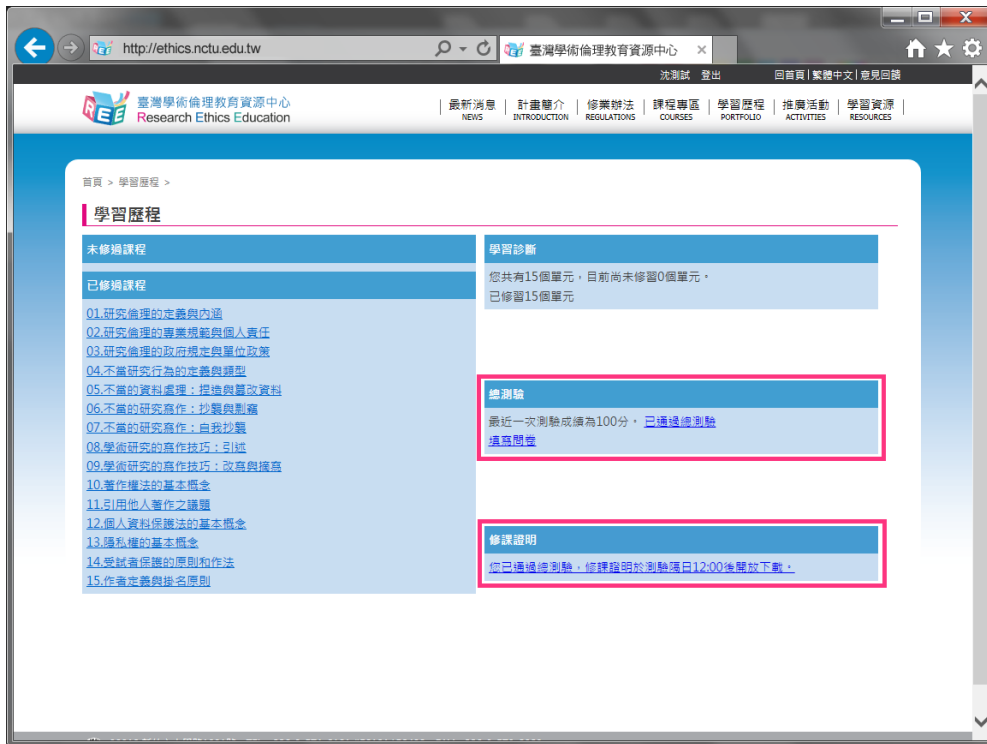 http://ethics.nctu.edu.tw
臺灣學術倫理教育資源中心
沈測試 登出 回首頁 | 繁體中文 | 意見回饋
臺灣學術倫理教育資源中心
Research Ethics Education
REE
最新消息 | 計畫簡介 | 修業辦法 | 課程專區 | 學習歷程 | 推廣活動 | 學習資源
NEWS INTRODUCTION REGULATIONS COURSES PORTFOLIO ACTIVITIES RESOURCES
首頁 > 學習歷程 >
學習歷程
未修過課程
已修過課程
01.研究倫理的定義與內涵
02.研究倫理的專業規範與個人責任
03.研究倫理的政府規定與單位政策
04.不當研究行為的定義與類型
05.不當的資料處理：捏造與篡改資料
06.不當的研究寫作：抄襲與剽竊
07.不當的研究寫作：自我抄襲
08.學術研究的寫作技巧：引述
09.學術研究的寫作技巧：改寫與摘寫
10.著作權法的基本概念
11.引用他人著作之議題
12.個人資料保護法的基本概念
13.隱私權的基本概念
14.受試者保護的原則和作法
15.作者定義與掛名原則
學習診斷
您共有15個單元，目前尚未修習0個單元。
已修習15個單元
總測驗
最近一次測驗成績為100分。 已通過總測驗
填寫問卷
修課證明
您已通過總測驗，修課證明於測驗隔日12:00後開放下載。